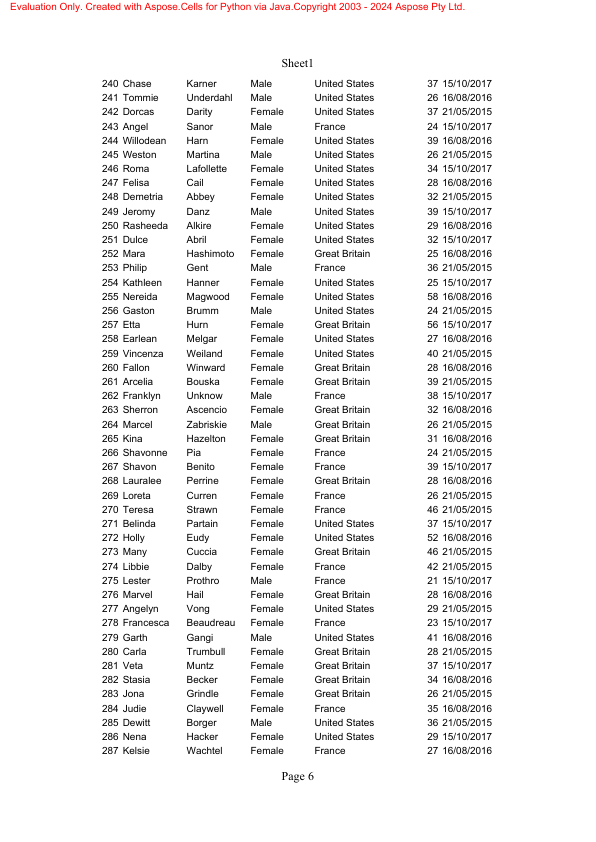 Evaluation Only. Created with Aspose.Cells for Python via Java.Copyright 2003 - 2024 Aspose Pty Ltd.
Sheet1
240 Chase Karner Male United States 37 15/10/2017
241 Tommie Underdahl Male United States 26 16/08/2016
242 Dorcas Darity Female United States 37 21/05/2015
243 Angel Sanor Male France 24 15/10/2017
244 Willodean Harn Female United States 39 16/08/2016
245 Weston Martina Male United States 26 21/05/2015
246 Roma Lafollette Female United States 34 15/10/2017
247 Felisa Cail Female United States 28 16/08/2016
248 Demetria Abbey Female United States 32 21/05/2015
249 Jeromy Danz Male United States 39 15/10/2017
250 Rasheeda Alkire Female United States 29 16/08/2016
251 Dulce Abril Female United States 32 15/10/2017
252 Mara Hashimoto Female Great Britain 25 16/08/2016
253 Philip Gent Male France 36 21/05/2015
254 Kathleen Hanner Female United States 25 15/10/2017
255 Nereida Magwood Female United States 58 16/08/2016
256 Gaston Brumm Male United States 24 21/05/2015
257 Etta Hurn Female Great Britain 56 15/10/2017
258 Earlean Melgar Female United States 27 16/08/2016
259 Vincenza Weiland Female United States 40 21/05/2015
260 Fallon Winward Female Great Britain 28 16/08/2016
261 Arcelia Bouska Female Great Britain 39 21/05/2015
262 Franklyn Unknow Male France 38 15/10/2017
263 Sherron Ascencio Female Great Britain 32 16/08/2016
264 Marcel Zabriskie Male Great Britain 26 21/05/2015
265 Kina Hazelton Female Great Britain 31 16/08/2016
266 Shavonne Pia Female France 24 21/05/2015
267 Shavon Benito Female France 39 15/10/2017
268 Lauralee Perrine Female Great Britain 28 16/08/2016
269 Loreta Curren Female France 26 21/05/2015
270 Teresa Strawn Female France 46 21/05/2015
271 Belinda Partain Female United States 37 15/10/2017
272 Holly Eudy Female United States 52 16/08/2016
273 Many Cuccia Female Great Britain 46 21/05/2015
274 Libbie Dalby Female France 42 21/05/2015
275 Lester Prothro Male France 21 15/10/2017
276 Marvel Hail Female Great Britain 28 16/08/2016
277 Angelyn Vong Female United States 29 21/05/2015
278 Francesca Beaudreau Female France 23 15/10/2017
279 Garth Gangi Male United States 41 16/08/2016
280 Carla Trumbull Female Great Britain 28 21/05/2015
281 Veta Muntz Female Great Britain 37 15/10/2017
282 Stasia Becker Female Great Britain 34 16/08/2016
283 Jona Grindle Female Great Britain 26 21/05/2015
284 Judie Claywell Female France 35 16/08/2016
285 Dewitt Borger Male United States 36 21/05/2015
286 Nena Hacker Female United States 29 15/10/2017
287 Kelsie Wachtel Female France 27 16/08/2016
Page 6